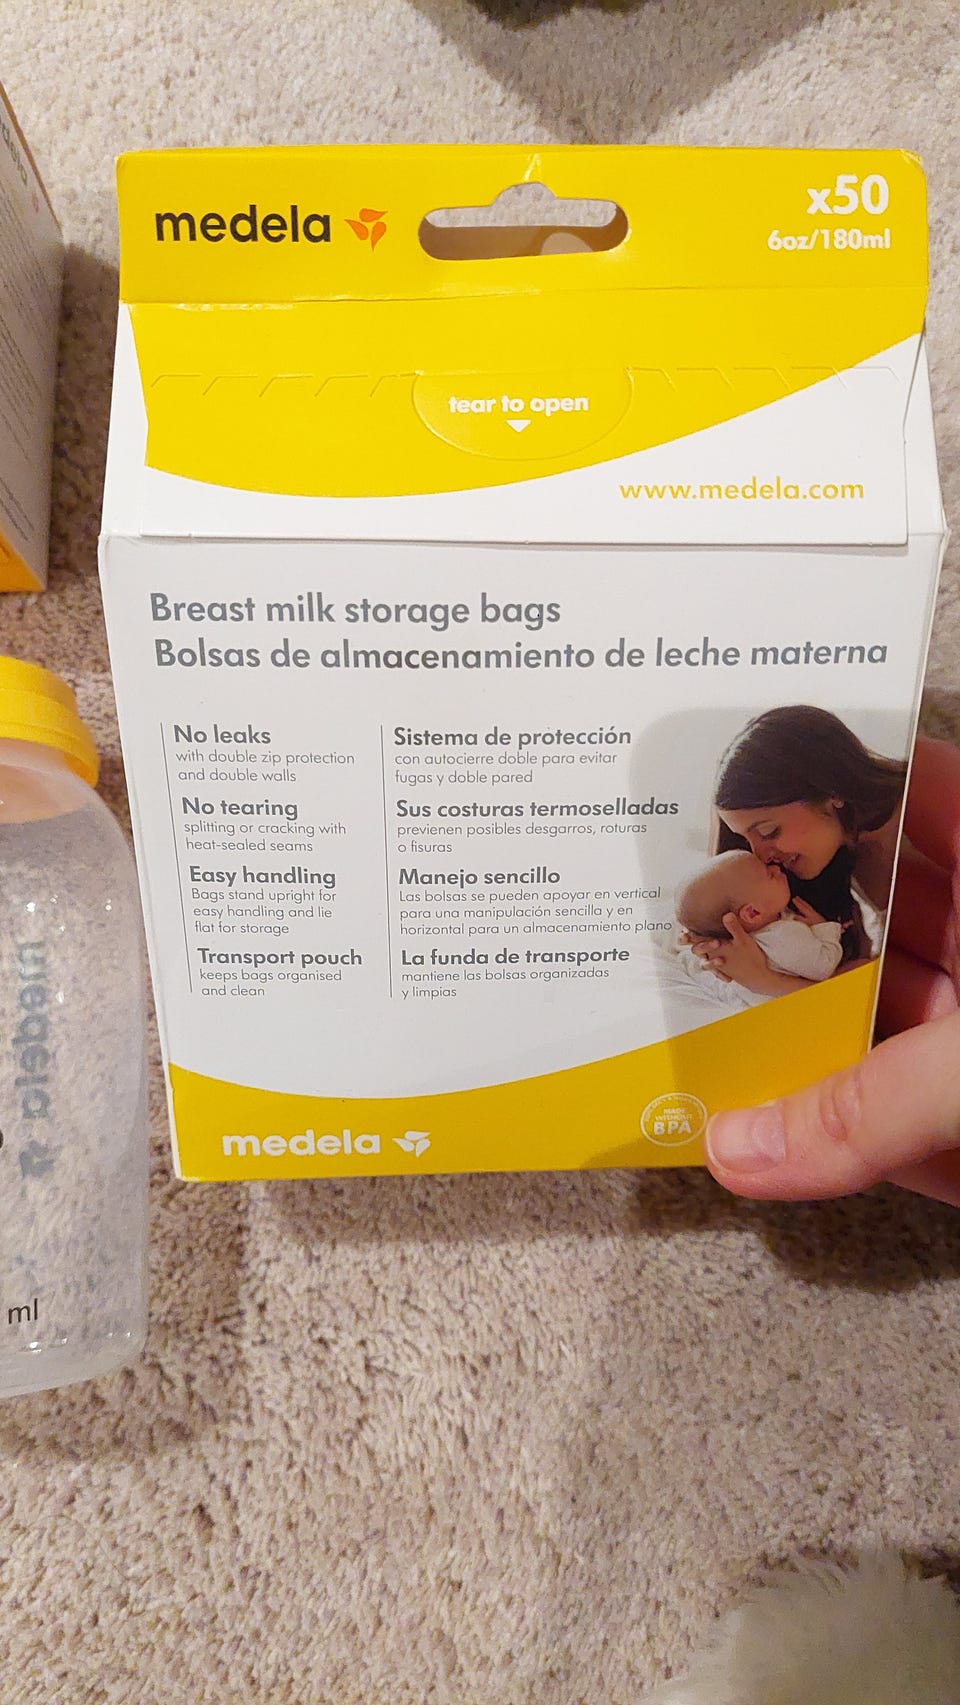 medela
x50
6oz/180ml
tear to open
www.medela.com
Breast milk storage bags
Bolsas de almacenamiento de leche materna
No leaks
with double zip protection
and double walls
No tearing
splitting or cracking with
heat-sealed seams
Easy handling
Bags stand upright for
easy handling and lie
flat for storage
Transport pouch
keeps bags organised
and clean
Sistema de protección
con autocierre doble para evitar
fugas y doble pared
Sus costuras termoselladas
previenen posibles desgarros, roturas
o fisuras
Manejo sencillo
Las bolsas se pueden apoyar en vertical
para una manipulación sencilla y en
horizontal para un almacenamiento plano
La funda de transporte
mantiene las bolsas organizadas
y limpias
medela
MADE
WITHOUT
BPA
medela
ml